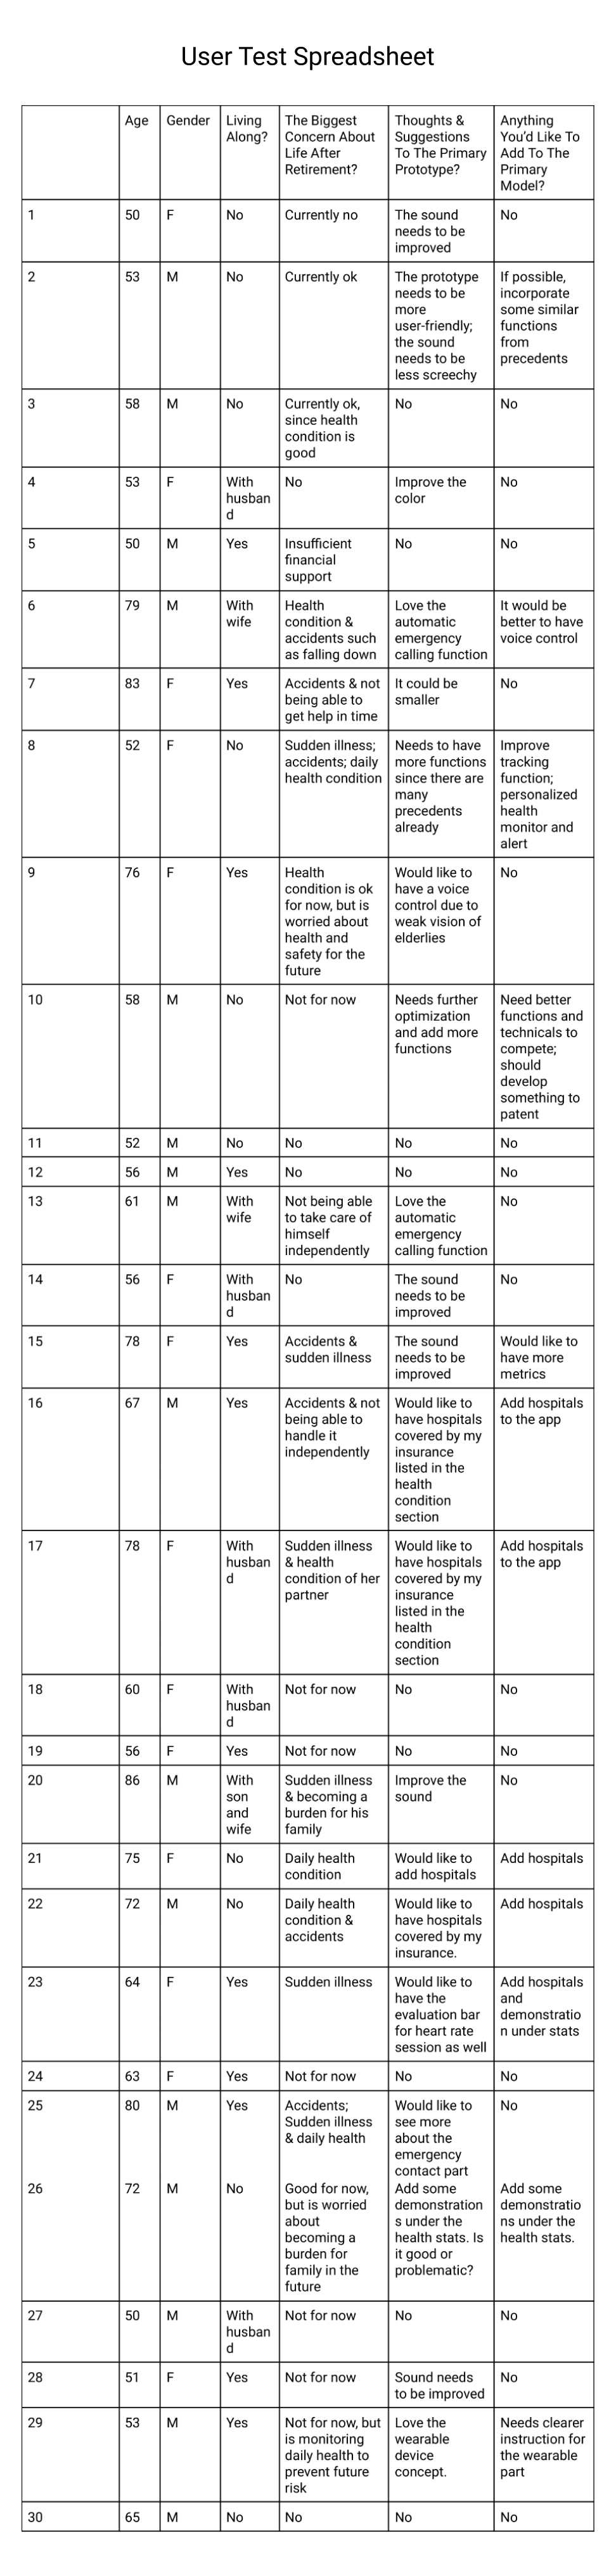 User Test Spreadsheet
Age Gender Living Along? The Biggest Concern About Life After Retirement? Thoughts & Suggestions To The Primary Prototype? Anything You'd Like To Add To The Primary Model?
1 50 F No Currently no The sound needs to be improved No
2 53 M No Currently ok The prototype needs to be more user-friendly; the sound needs to be less screechy If possible, incorporate some similar functions from precedents
3 58 M No Currently ok, since health condition is good No No
4 53 F With husband No Improve the color No
5 50 M Yes Insufficient financial support No No
6 79 M With wife Health condition & accidents such as falling down Love the automatic emergency calling function It would be better to have voice control
7 83 F Yes Accidents & not being able to get help in time It could be smaller No
8 52 F No Sudden illness; accidents; daily health condition Needs to have more functions since there are many precedents already Improve tracking function; personalized health monitor and alert
9 76 F Yes Health condition is ok for now, but is worried about health and safety for the future Would like to have a voice control due to weak vision of elderlies No
10 58 M No Not for now Needs further optimization and add more functions Need better functions and technicals to compete; should develop something to patent
11 52 M No No No No
12 56 M Yes No No No
13 61 M With wife Not being able to take care of himself independently Love the automatic emergency calling function No
14 56 F With husband No The sound needs to be improved No
15 78 F Yes Accidents & sudden illness The sound needs to be improved Would like to have more metrics
16 67 M Yes Accidents & not being able to handle it independently Would like to have hospitals covered by my insurance listed in the health condition section Add hospitals to the app
17 78 F With husband Sudden illness & health condition of her partner Would like to have hospitals covered by my insurance listed in the health condition section Add hospitals to the app
18 60 F With husband Not for now No No
19 56 F Yes Not for now No No
20 86 M With son and wife Sudden illness & becoming a burden for his family Improve the sound No
21 75 F No Daily health condition Would like to add hospitals Add hospitals
22 72 M No Daily health condition & accidents Would like to have hospitals covered by my insurance. Add hospitals
23 64 F Yes Sudden illness Would like to have the evaluation bar for heart rate session as well Add hospitals and demonstration under stats
24 63 F Yes Not for now No No
25 80 M Yes Accidents; Sudden illness & daily health Would like to see more about the emergency contact part No
26 72 M No Good for now, but is worried about becoming a burden for family in the future Add some demonstrations under the health stats. Is it good or problematic? Add some demonstrations under the health stats.
27 50 M With husband Not for now No No
28 51 F Yes Not for now Sound needs to be improved No
29 53 M Yes Not for now, but is monitoring daily health to prevent future risk Love the wearable device concept. Needs clearer instruction for the wearable part
30 65 M No No No No